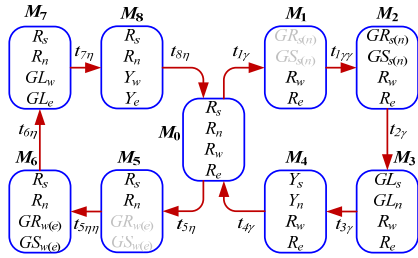 M7
Rs
Rn
GLw
GLe
t7η
M8
Rs
Rn
Yw
Ye
t8η
M0
Rs
Rn
Rw
Re
t1γ
M1
GRs(n)
GSs(n)
Rw
Re
t1γγ
M2
GRs(n)
GSs(n)
Rw
Re
t2γ
M3
GLs
GLn
Rw
Re
t3γ
M4
Ys
Yn
Rw
Re
t4γ
t5η
M5
Rs
Rn
GRw(e)
GSw(e)
t5ηη
M6
Rs
Rn
GRw(e)
GSw(e)
t6η